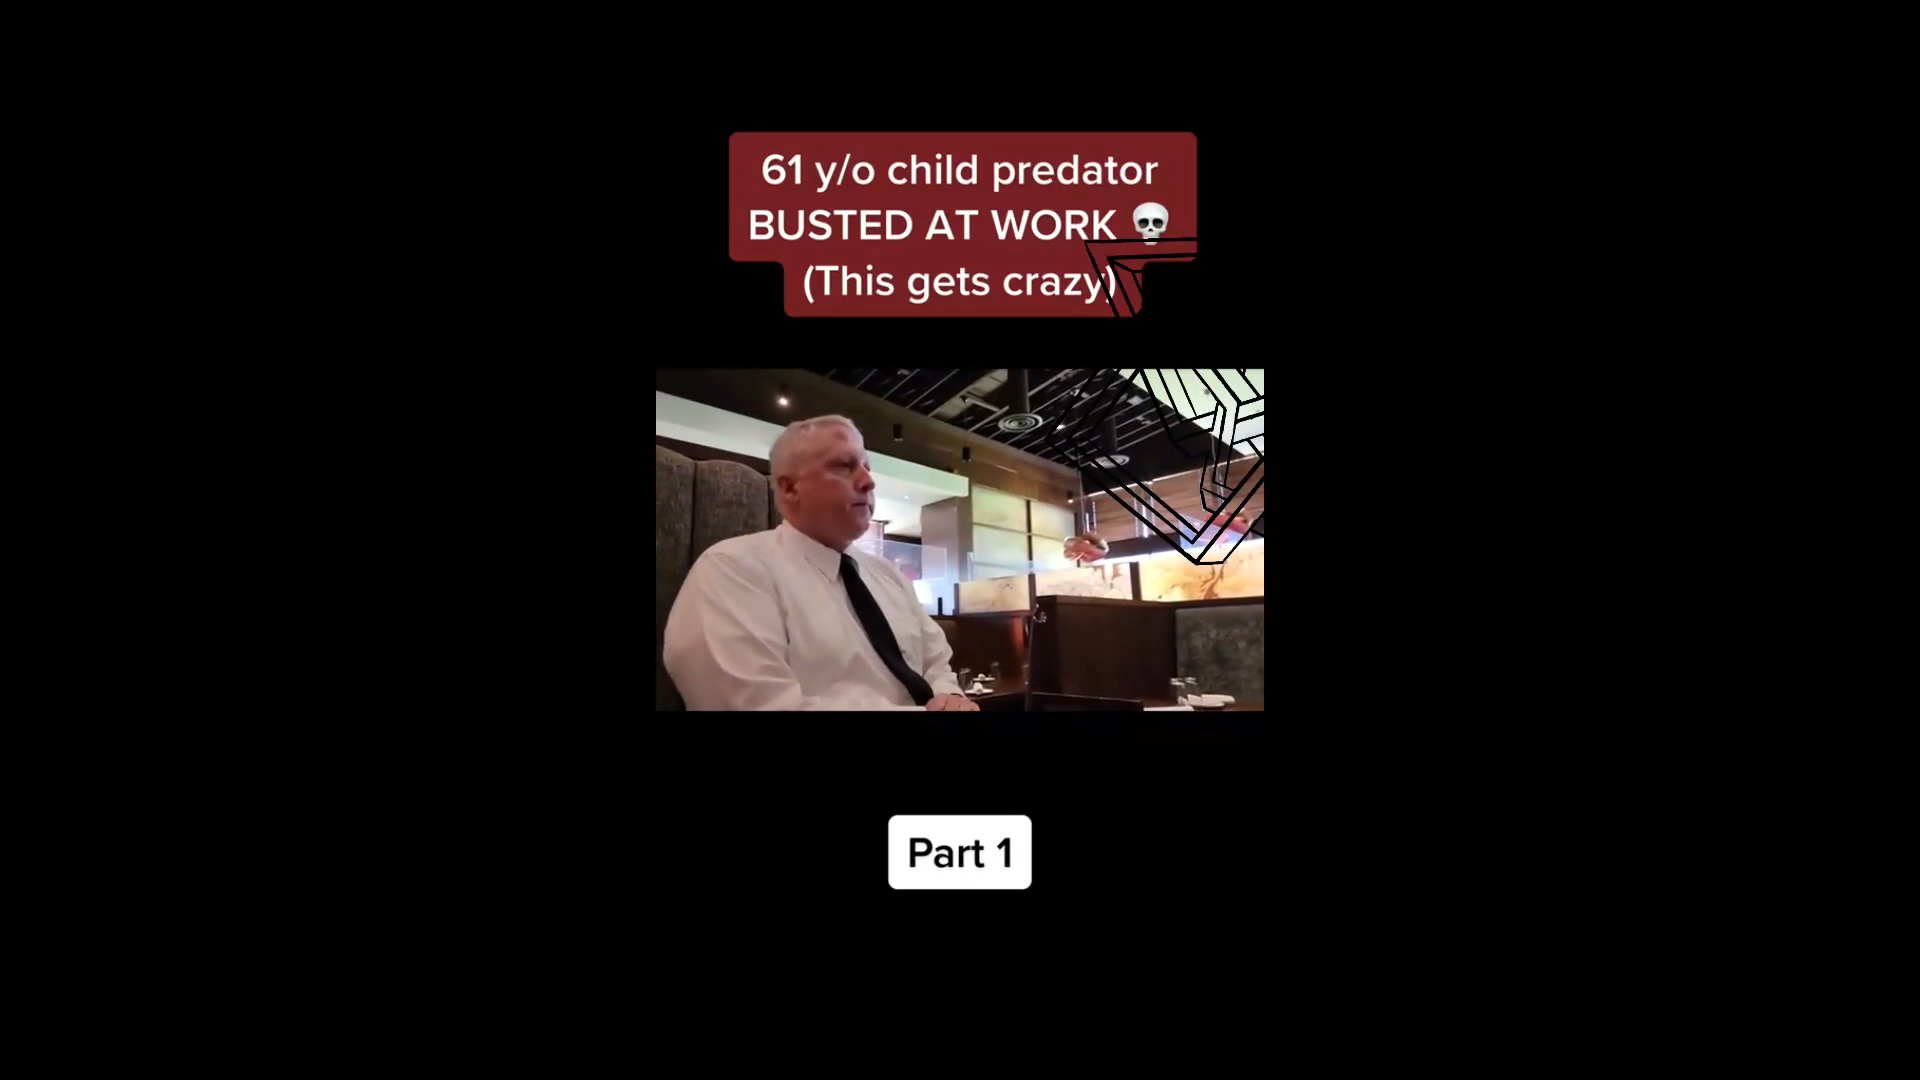 61 y/o child predator
BUSTED AT WORK 💀
(This gets crazy)
Part 1